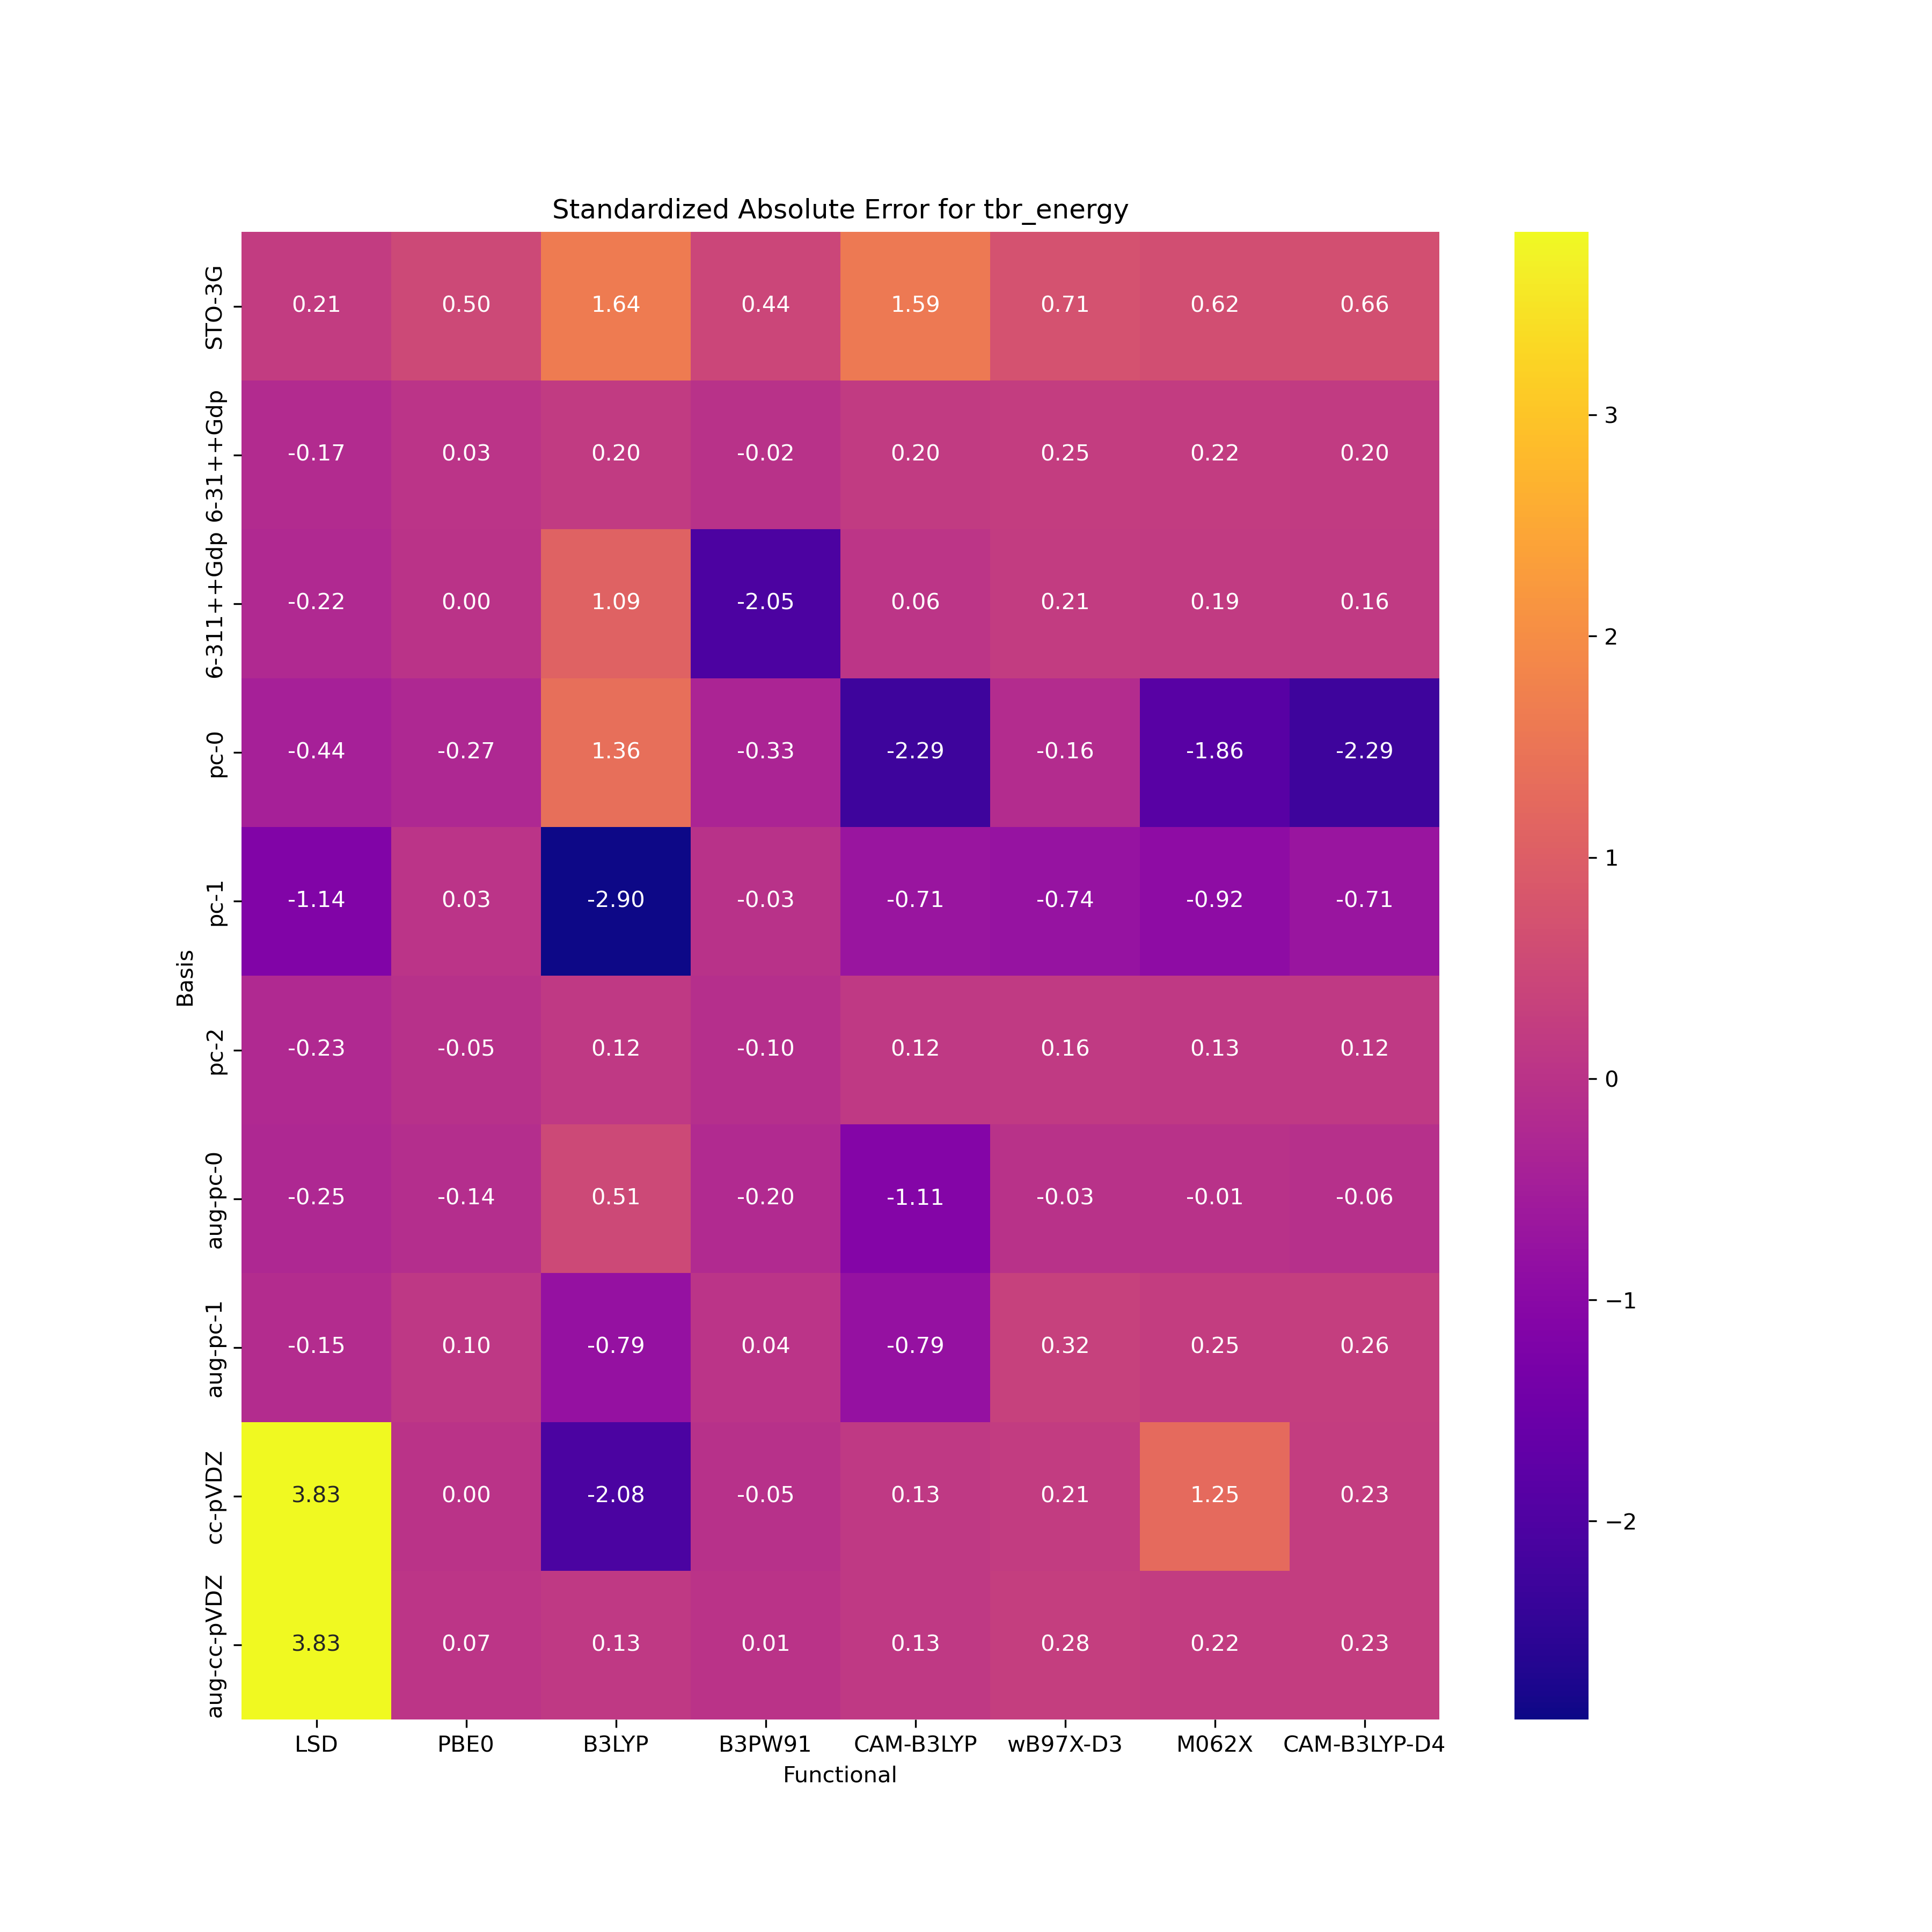 Standardized Absolute Error for tbr_energy
Basis
STO-3G 0.21 0.50 1.64 0.44 1.59 0.71 0.62 0.66
6-31++Gdp -0.17 0.03 0.20 -0.02 0.20 0.25 0.22 0.20
6-311++Gdp -0.22 0.00 1.09 -2.05 0.06 0.21 0.19 0.16
pc-0 -0.44 -0.27 1.36 -0.33 -2.29 -0.16 -1.86 -2.29
pc-1 -1.14 0.03 -2.90 -0.03 -0.71 -0.74 -0.92 -0.71
pc-2 -0.23 -0.05 0.12 -0.10 0.12 0.16 0.13 0.12
aug-pc-0 -0.25 -0.14 0.51 -0.20 -1.11 -0.03 -0.01 -0.06
aug-pc-1 -0.15 0.10 -0.79 0.04 -0.79 0.32 0.25 0.26
cc-pVDZ 3.83 0.00 -2.08 -0.05 0.13 0.21 1.25 0.23
aug-cc-pVDZ 3.83 0.07 0.13 0.01 0.13 0.28 0.22 0.23
LSD PBE0 B3LYP B3PW91 CAM-B3LYP wB97X-D3 M062X CAM-B3LYP-D4
Functional
3
2
1
0
−1
−2